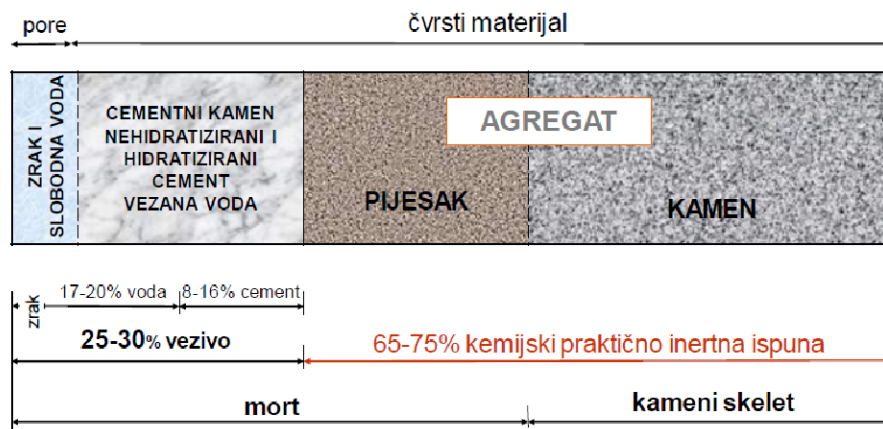 pore
čvrsti materijal
ZRAK I
SLOBODNA VODA
CEMENTNI KAMEN
NEHIDRATIZIRANI I
HIDRATIZIRANI
CEMENT
VEZANA VODA
AGREGAT
PIJESAK
KAMEN
zrak
17-20% voda
8-16% cement
25-30% vezivo
65-75% kemijski praktično inertna ispuna
mort
kameni skelet